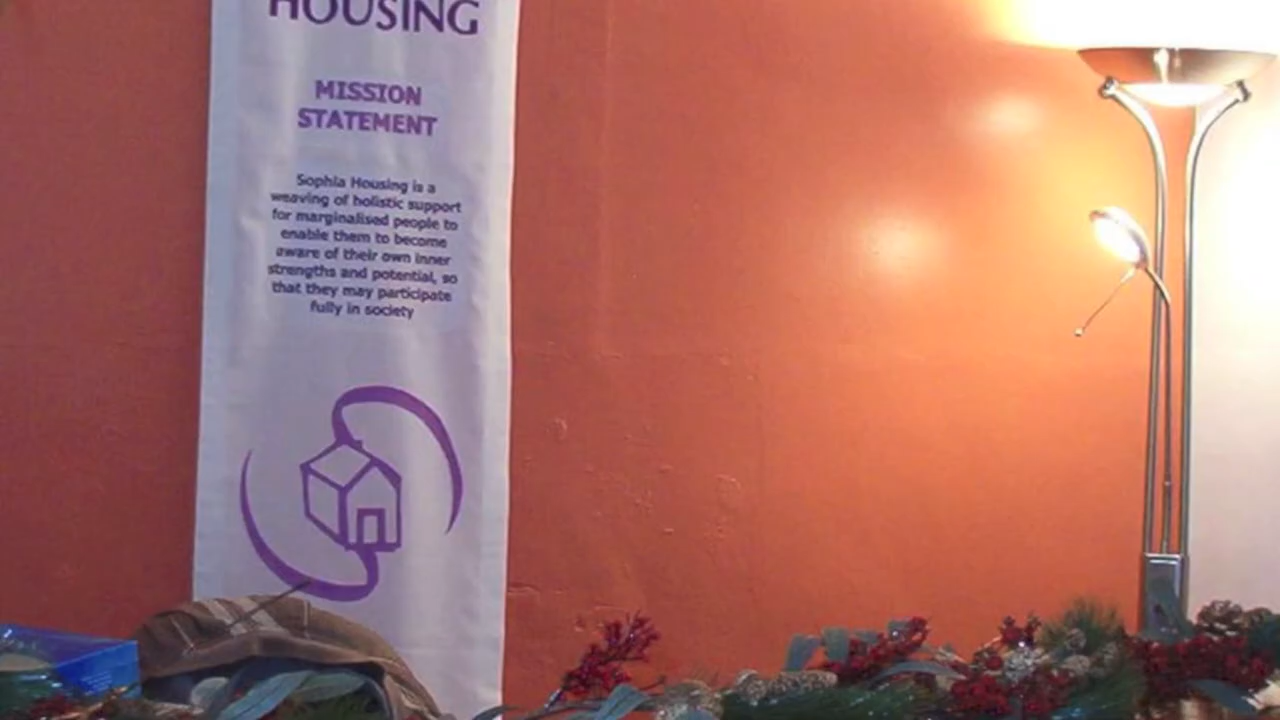 HOUSING
MISSION
STATEMENT
Sophia Housing is a
weaving of holistic support
for marginalised people to
enable them to become
aware of their own inner
strengths and potential, so
that they may participate
fully in society